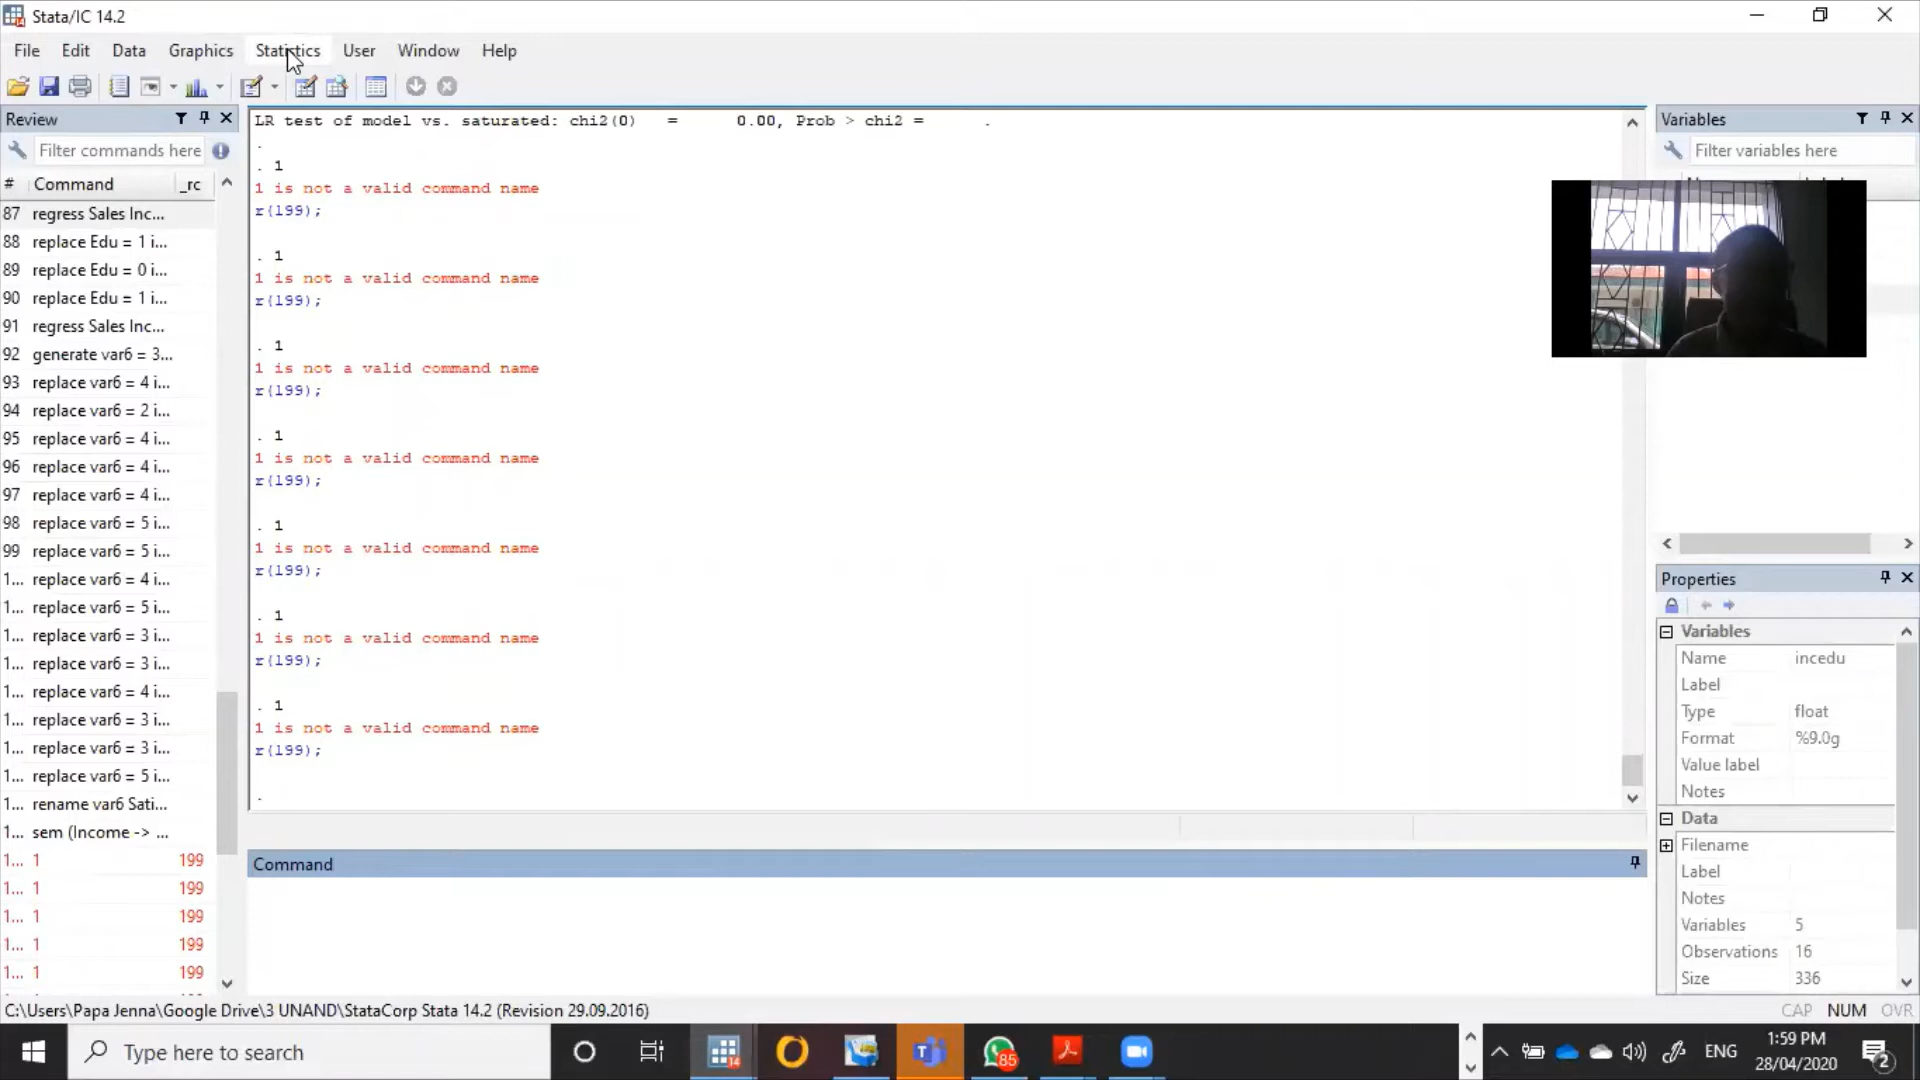 Stata/IC 14.2
File Edit Data Graphics Statistics User Window Help
Review
Filter commands here
# Command _rc
87 regress Sales Inc...
88 replace Edu = 1 i...
89 replace Edu = 0 i...
90 replace Edu = 1 i...
91 regress Sales Inc...
92 generate var6 = 3...
93 replace var6 = 4 i...
94 replace var6 = 2 i...
95 replace var6 = 4 i...
96 replace var6 = 4 i...
97 replace var6 = 4 i...
98 replace var6 = 5 i...
99 replace var6 = 5 i...
1... replace var6 = 4 i...
1... replace var6 = 5 i...
1... replace var6 = 3 i...
1... replace var6 = 3 i...
1... replace var6 = 4 i...
1... replace var6 = 3 i...
1... replace var6 = 3 i...
1... replace var6 = 5 i...
1... rename var6 Sati...
1... sem (Income -> ...
1... 1 199
1... 1 199
1... 1 199
1... 1 199
1... 1 199
LR test of model vs. saturated: chi2(0) = 0.00, Prob > chi2 = .
.
. 1
1 is not a valid command name
r(199);
. 1
1 is not a valid command name
r(199);
. 1
1 is not a valid command name
r(199);
. 1
1 is not a valid command name
r(199);
. 1
1 is not a valid command name
r(199);
. 1
1 is not a valid command name
r(199);
. 1
1 is not a valid command name
r(199);
.
Command
Variables
Filter variables here
Properties
Variables
Name incedu
Label
Type float
Format %9.0g
Value label
Notes
Data
Filename
Label
Notes
Variables 5
Observations 16
Size 336
C:\Users\Papa Jenna\Google Drive\3 UNAND\StataCorp Stata 14.2 (Revision 29.09.2016)
CAP NUM OVR
Type here to search
14
85
ENG
1:59 PM
28/04/2020
2